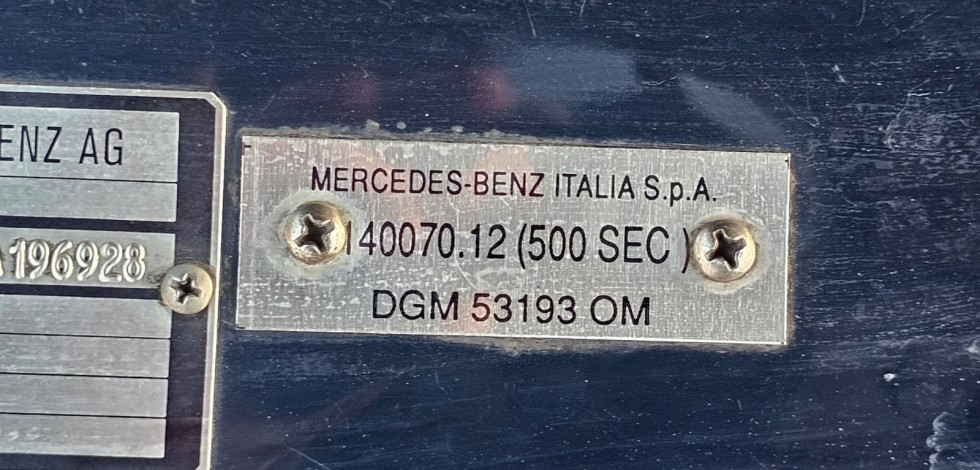 ENZ AG
196928
MERCEDES-BENZ ITALIA S.p.A.
140070.12 (500 SEC )
DGM 53193 OM